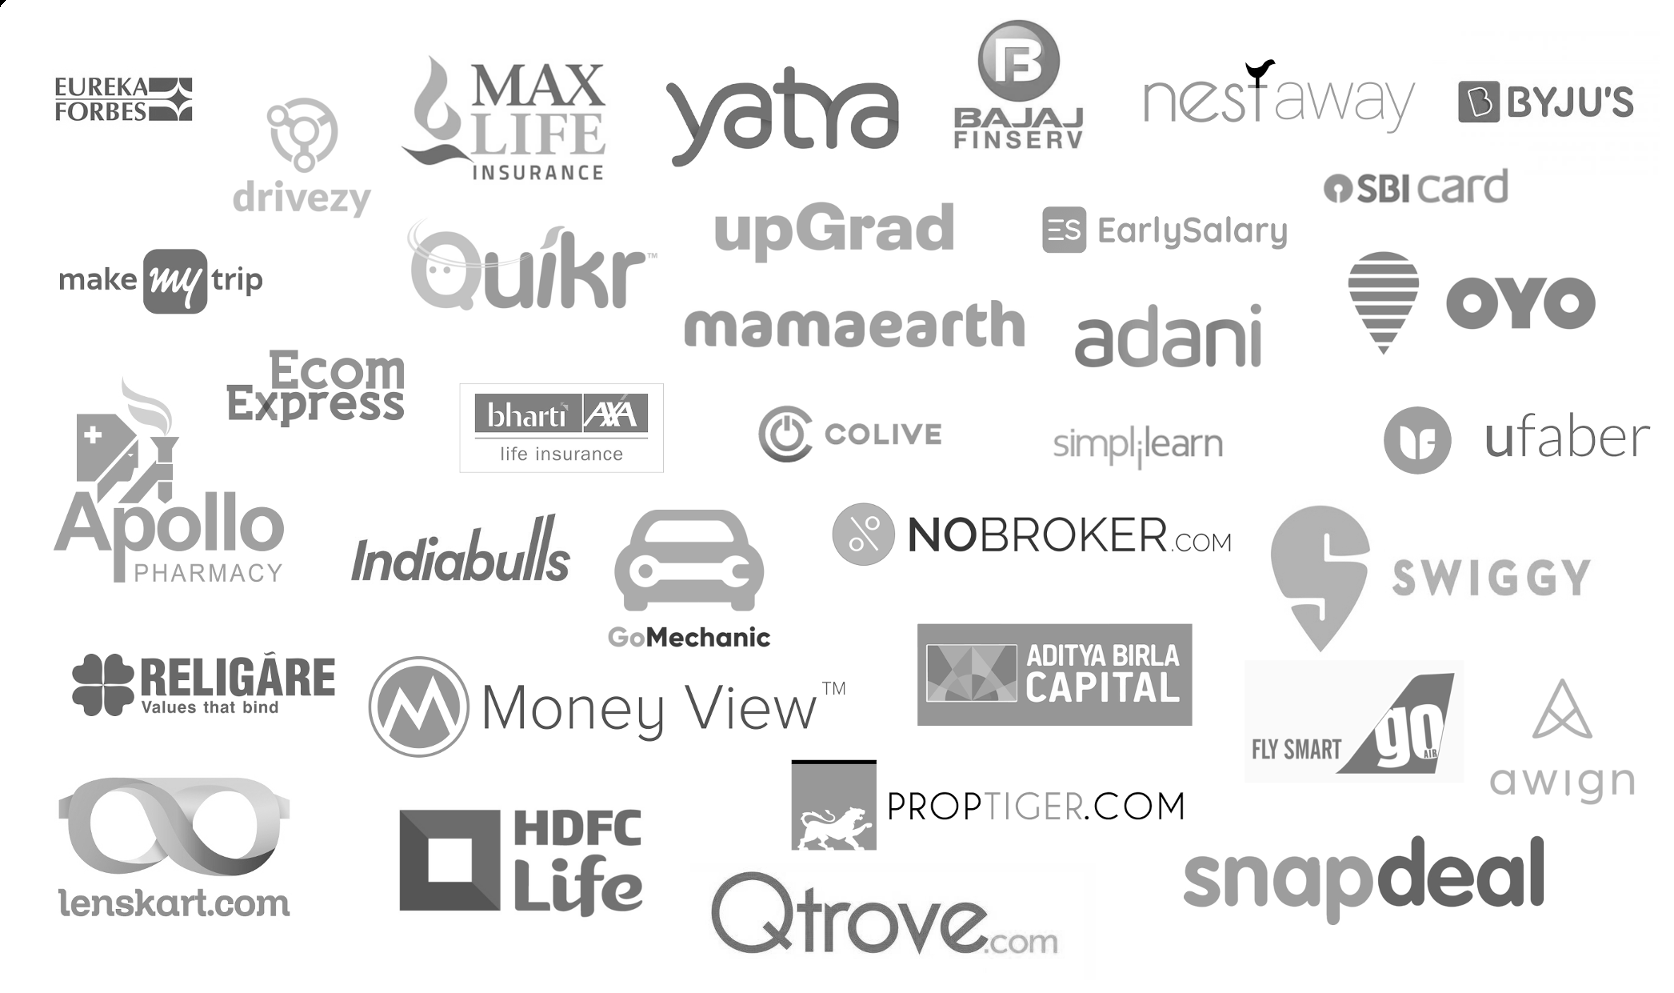 EUREKA
FORBES
drivezy
MAX
LIFE
INSURANCE
yatra
B
BAJAJ
FINSERV
nestaway
B BYJU'S
SBI card
make my trip
Quikr™
upGrad
ES EarlySalary
mamaearth
adani
OYO
Ecom
Express
bharti AXA
life insurance
COLIVE
simplilearn
uf ufaber
Apollo
PHARMACY
Indiabulls
GoMechanic
NOBROKER.COM
SWIGGY
RELIGARE
Values that bind
M Money View™
ADITYA BIRLA
CAPITAL
FLY SMART go
AIR
awign
lenskart.com
HDFC
Life
PROPTIGER.COM
snapdeal
Qtrove.com